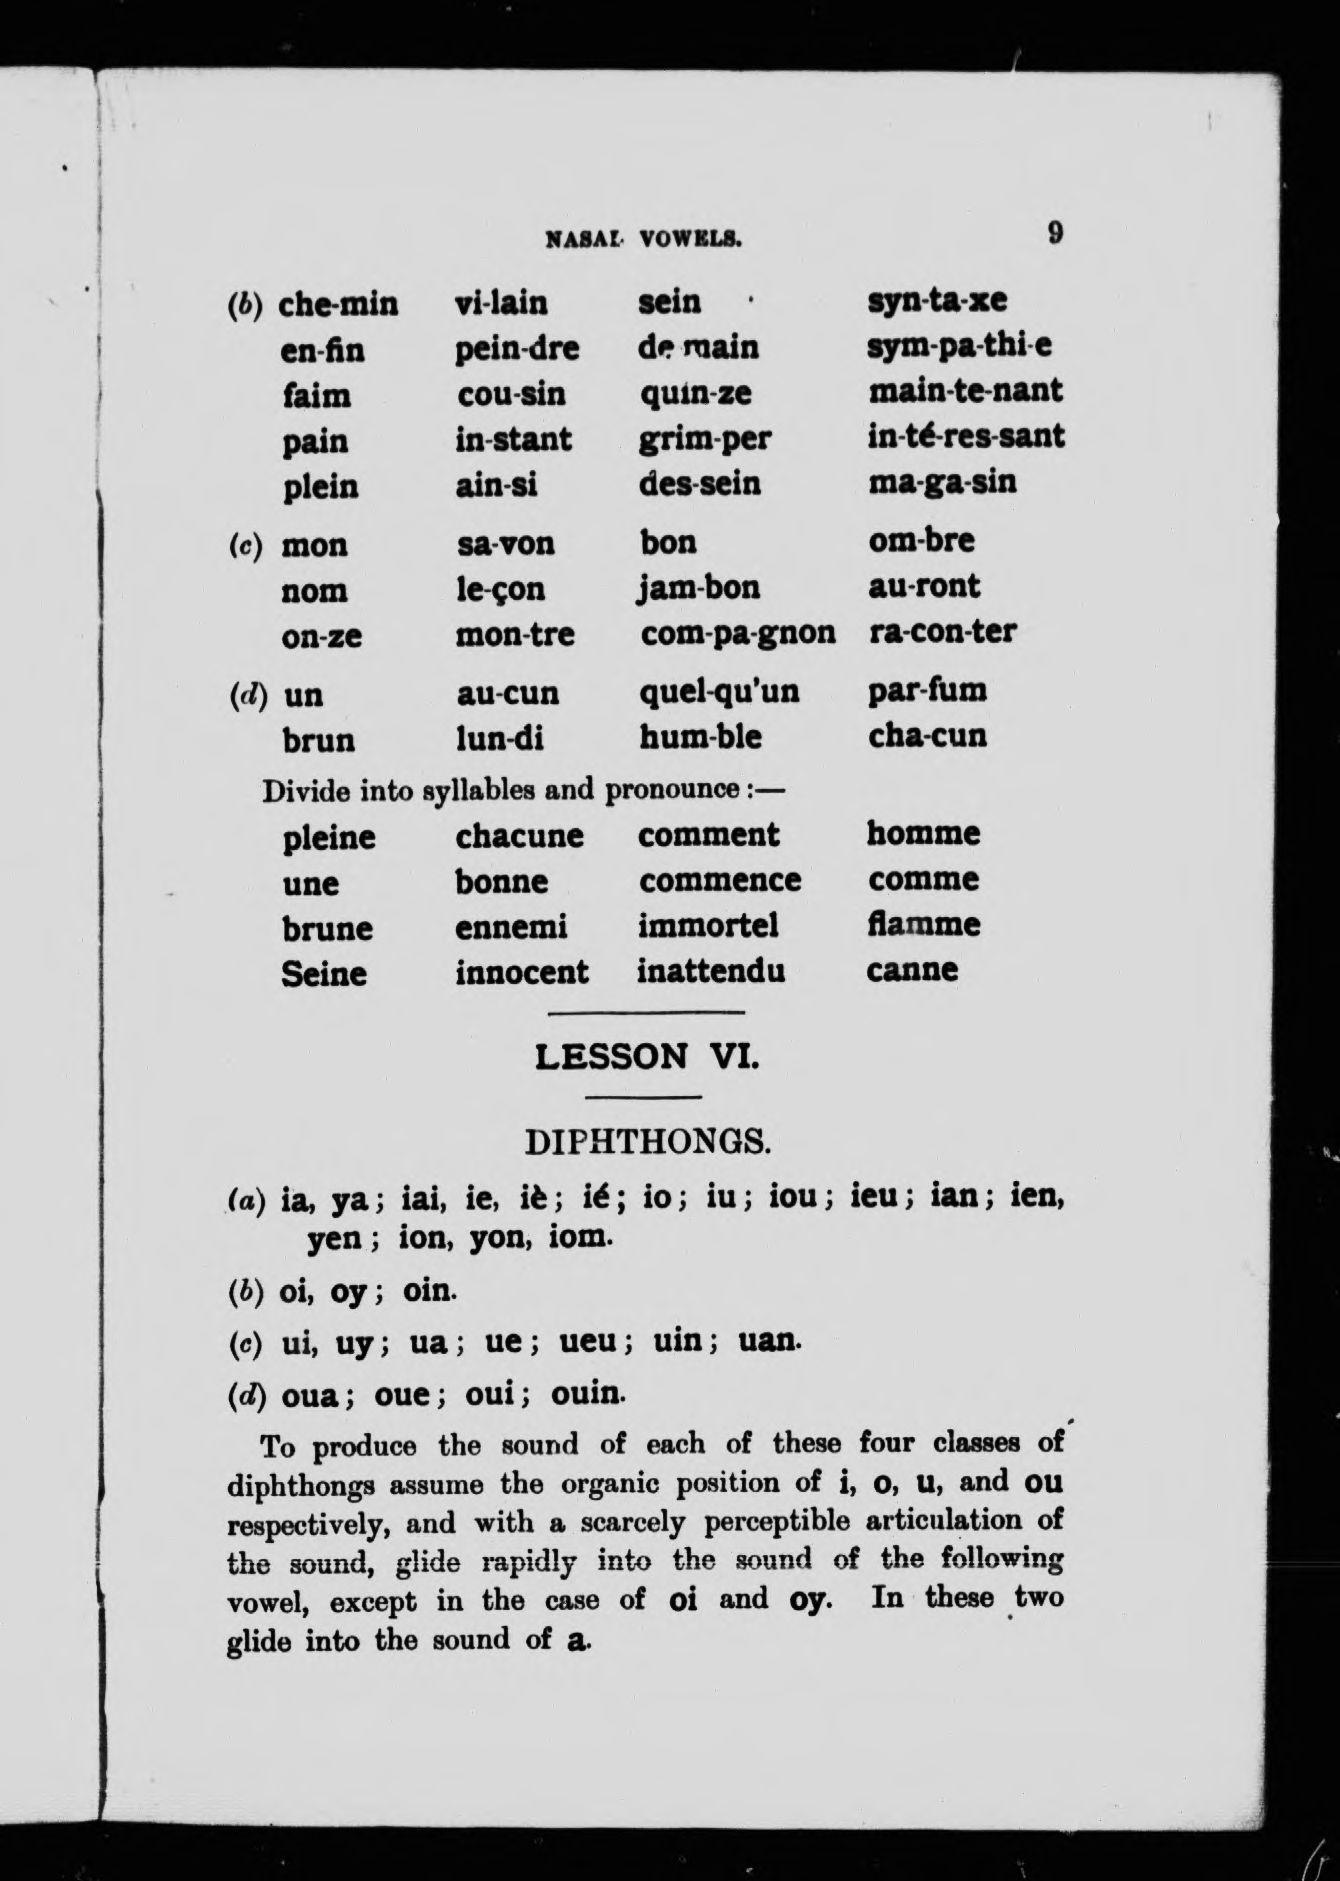 NASAL VOWELS. 9
(b) che-min vi-lain sein syn-ta-xe
en-fin pein-dre de-main sym-pa-thi-e
faim cou-sin quin-ze main-te-nant
pain in-stant grim-per in-té-res-sant
plein ain-si des-sein ma-ga-sin
(c) mon sa-von bon om-bre
nom le-çon jam-bon au-ront
on-ze mon-tre com-pa-gnon ra-con-ter
(d) un au-cun quel-qu'un par-fum
brun lun-di hum-ble cha-cun
Divide into syllables and pronounce :—
pleine chacune comment homme
une bonne commence comme
brune ennemi immortel flamme
Seine innocent inattendu canne
LESSON VI.
DIPHTHONGS.
(a) ia, ya; iai, ie, iè; ié; io; iu; iou; ieu; ian; ien,
yen; ion, yon, iom.
(b) oi, oy; oin.
(c) ui, uy; ua; ue; ueu; uin; uan.
(d) oua; oue; oui; ouin.
To produce the sound of each of these four classes of
diphthongs assume the organic position of i, o, u, and ou
respectively, and with a scarcely perceptible articulation of
the sound, glide rapidly into the sound of the following
vowel, except in the case of oi and oy. In these two
glide into the sound of a.